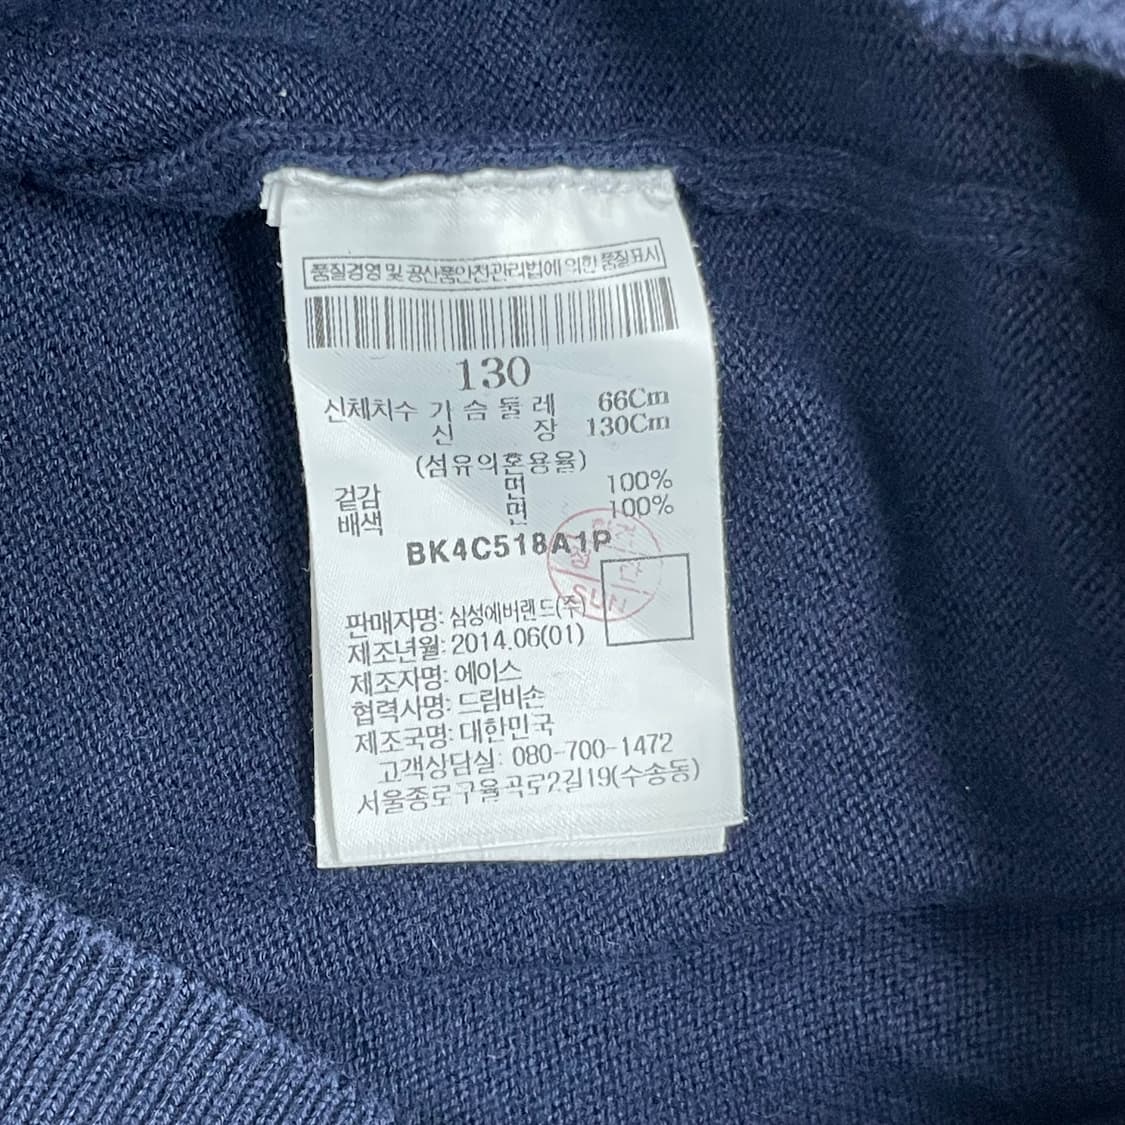 품질경영 및 공산품안전관리법에 의한 품질표시
130
신체치수 가 슴 둘 레 66Cm
신 장 130Cm
(섬유의혼용율)
겉감 면 100%
배색 면 100%
BK4C518A1P
SUN
판매자명: 삼성에버랜드(주)
제조년월: 2014.06(01)
제조자명: 에이스
협력사명: 드림비손
제조국명: 대한민국
고객상담실: 080-700-1472
서울종로구율곡로2길19(수송동)